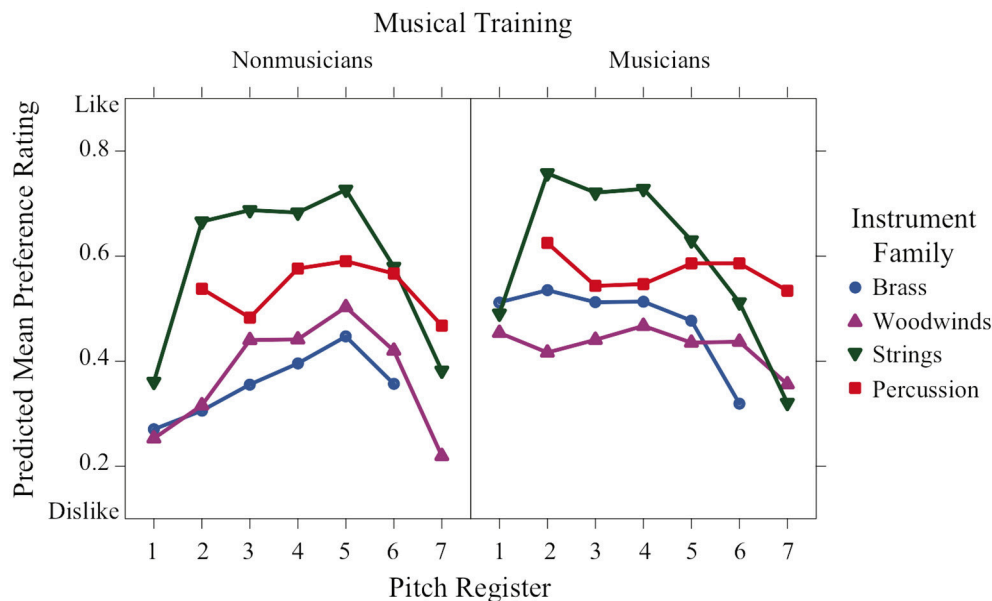 Musical Training
Nonmusicians
Musicians
Predicted Mean Preference Rating
Like
0.8
0.6
0.4
0.2
Dislike
1 2 3 4 5 6 7
1 2 3 4 5 6 7
Pitch Register
Instrument
Family
Brass
Woodwinds
Strings
Percussion